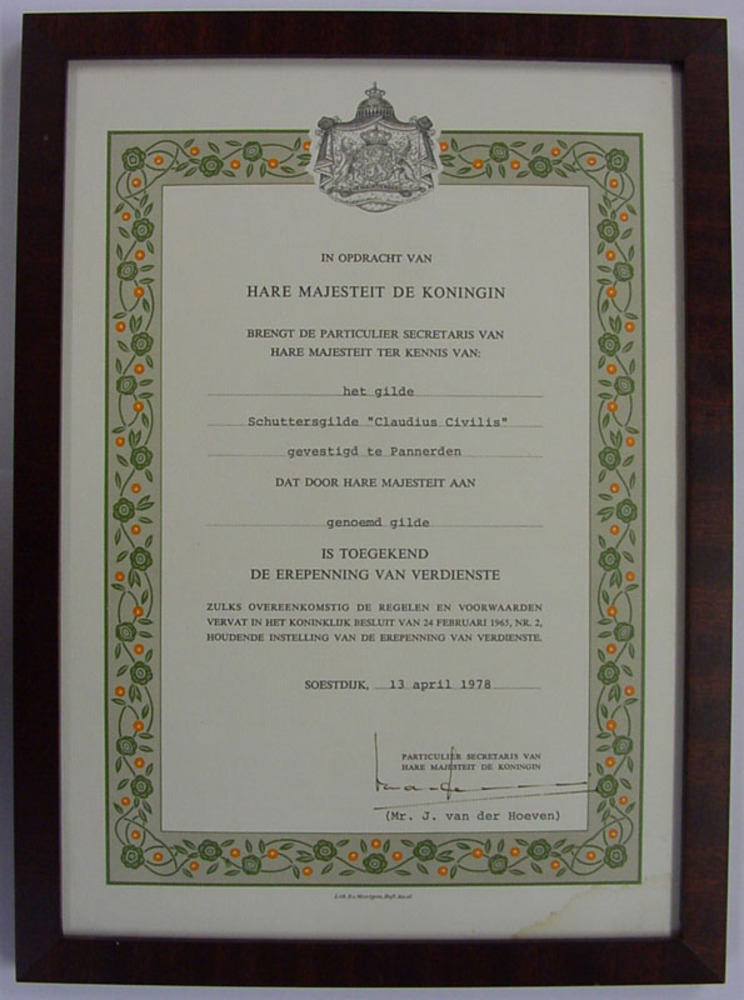 IN OPDRACHT VAN
HARE MAJESTEIT DE KONINGIN
BRENGT DE PARTICULIER SECRETARIS VAN
HARE MAJESTEIT TER KENNIS VAN:
het gilde
Schuttersgilde "Claudius Civilis"
gevestigd te Pannerden
DAT DOOR HARE MAJESTEIT AAN
genoemd gilde
IS TOEGEKEND
DE EREPENNING VAN VERDIENSTE
ZULKS OVEREENKOMSTIG DE REGELEN EN VOORWAARDEN
VERVAT IN HET KONINKLIJK BESLUIT VAN 24 FEBRUARI 1965, NR. 2,
HOUDENDE INSTELLING VAN DE EREPENNING VAN VERDIENSTE.
SOESTDIJK, 13 april 1978
PARTICULIER SECRETARIS VAN
HARE MAJESTEIT DE KONINGIN
(Mr. J. van der Hoeven)